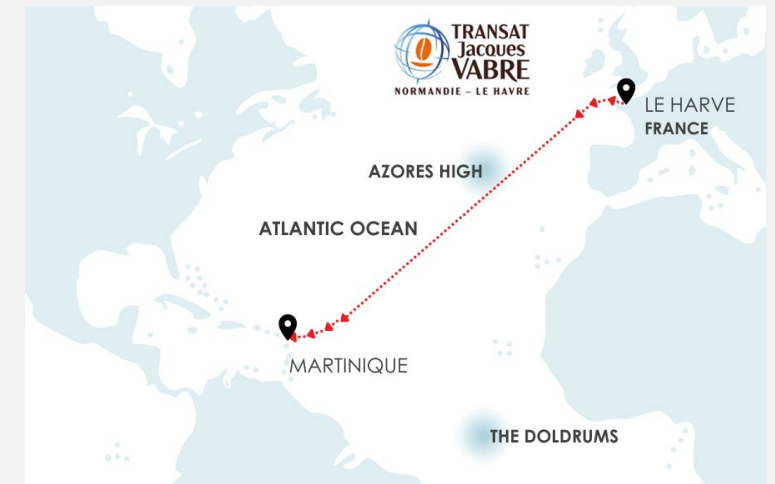 TRANSAT
Jacques
VABRE
NORMANDIE – LE HAVRE
LE HARVE
FRANCE
AZORES HIGH
ATLANTIC OCEAN
MARTINIQUE
THE DOLDRUMS